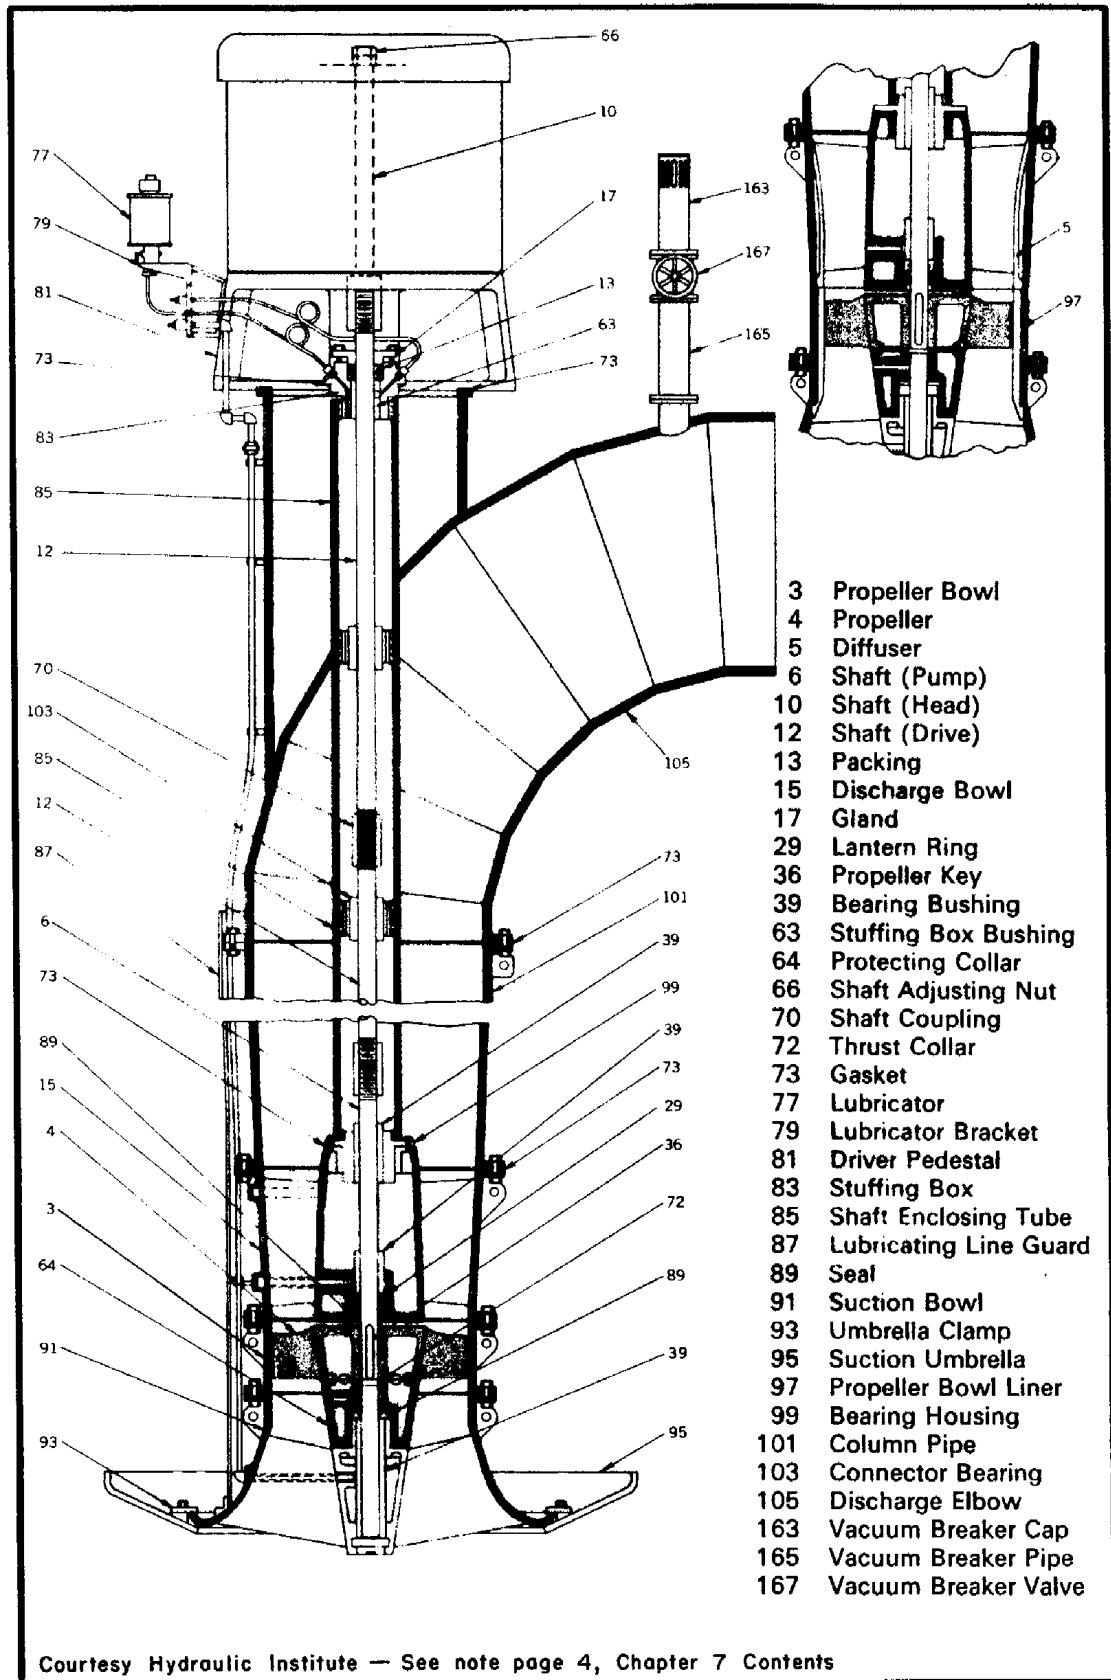 66
10
77
17
163
79
5
167
81
13
97
63
165
73
73
83
85
12
70
103
105
85
12
87
73
101
6
39
73
99
39
89
73
15
29
4
36
3
72
64
89
91
39
93
95
3 Propeller Bowl
4 Propeller
5 Diffuser
6 Shaft (Pump)
10 Shaft (Head)
12 Shaft (Drive)
13 Packing
15 Discharge Bowl
17 Gland
29 Lantern Ring
36 Propeller Key
39 Bearing Bushing
63 Stuffing Box Bushing
64 Protecting Collar
66 Shaft Adjusting Nut
70 Shaft Coupling
72 Thrust Collar
73 Gasket
77 Lubricator
79 Lubricator Bracket
81 Driver Pedestal
83 Stuffing Box
85 Shaft Enclosing Tube
87 Lubricating Line Guard
89 Seal
91 Suction Bowl
93 Umbrella Clamp
95 Suction Umbrella
97 Propeller Bowl Liner
99 Bearing Housing
101 Column Pipe
103 Connector Bearing
105 Discharge Elbow
163 Vacuum Breaker Cap
165 Vacuum Breaker Pipe
167 Vacuum Breaker Valve
Courtesy Hydraulic Institute — See note page 4, Chapter 7 Contents